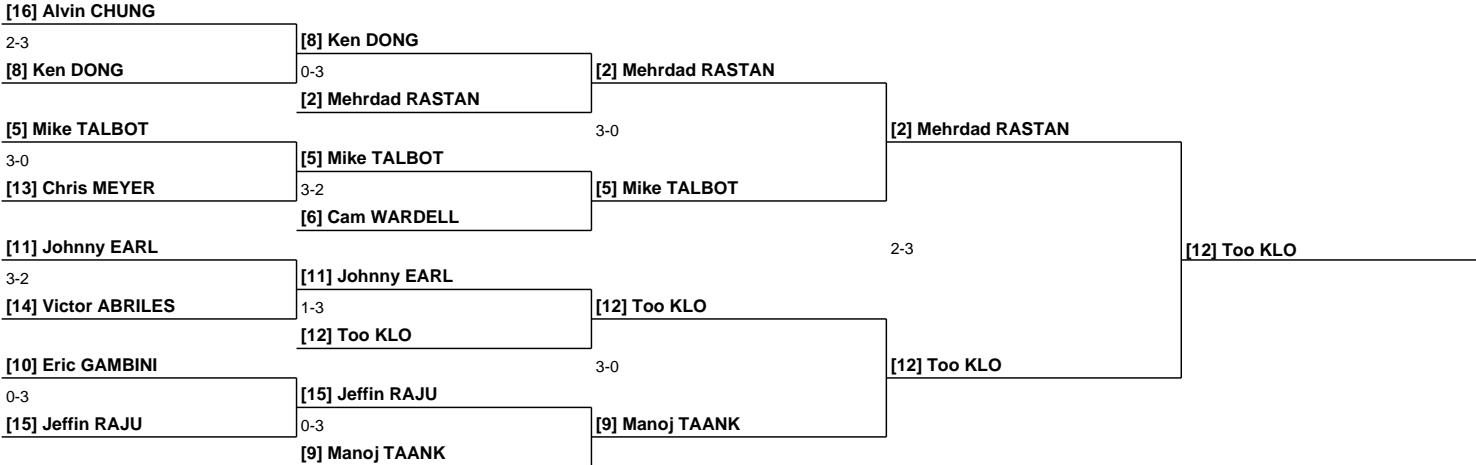 [16] Alvin CHUNG
2-3
[8] Ken DONG
[8] Ken DONG
0-3
[2] Mehrdad RASTAN
[2] Mehrdad RASTAN
[5] Mike TALBOT
3-0
[2] Mehrdad RASTAN
3-0
[5] Mike TALBOT
[13] Chris MEYER
3-2
[5] Mike TALBOT
[6] Cam WARDELL
[11] Johnny EARL
2-3
[12] Too KLO
3-2
[11] Johnny EARL
[14] Victor ABRILES
1-3
[12] Too KLO
[12] Too KLO
[10] Eric GAMBINI
3-0
[12] Too KLO
0-3
[15] Jeffin RAJU
[15] Jeffin RAJU
0-3
[9] Manoj TAANK
[9] Manoj TAANK